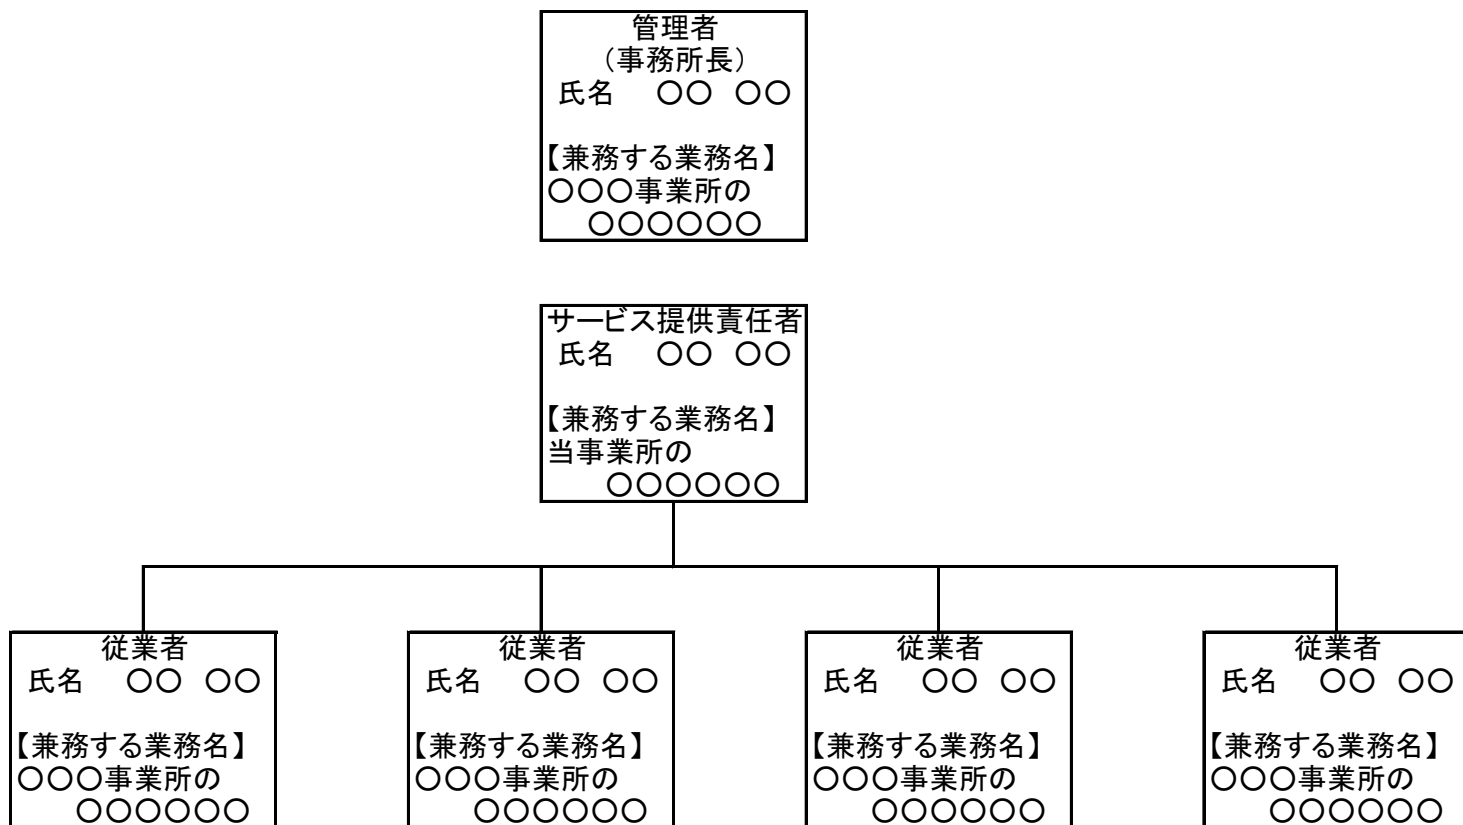 管理者
（事務所長）
氏名　〇〇 〇〇
【兼務する業務名】
〇〇〇事業所の
〇〇〇〇〇〇
サービス提供責任者
氏名　〇〇 〇〇
【兼務する業務名】
当事業所の
〇〇〇〇〇〇
従業者
氏名　〇〇 〇〇
【兼務する業務名】
〇〇〇事業所の
〇〇〇〇〇〇
従業者
氏名　〇〇 〇〇
【兼務する業務名】
〇〇〇事業所の
〇〇〇〇〇〇
従業者
氏名　〇〇 〇〇
【兼務する業務名】
〇〇〇事業所の
〇〇〇〇〇〇
従業者
氏名　〇〇 〇〇
【兼務する業務名】
〇〇〇事業所の
〇〇〇〇〇〇